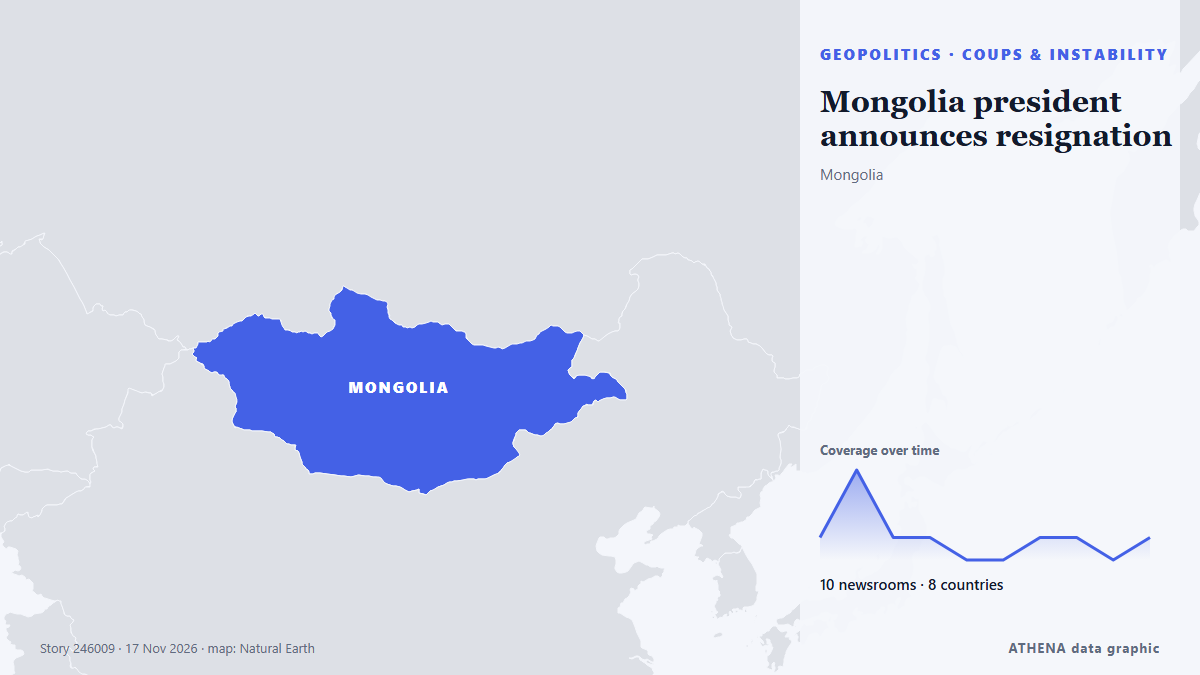 GEOPOLITICS · COUPS & INSTABILITY
Mongolia president
announces resignation
Mongolia
MONGOLIA
Coverage over time
10 newsrooms · 8 countries
Story 246009 · 17 Nov 2026 · map: Natural Earth
ATHENA data graphic